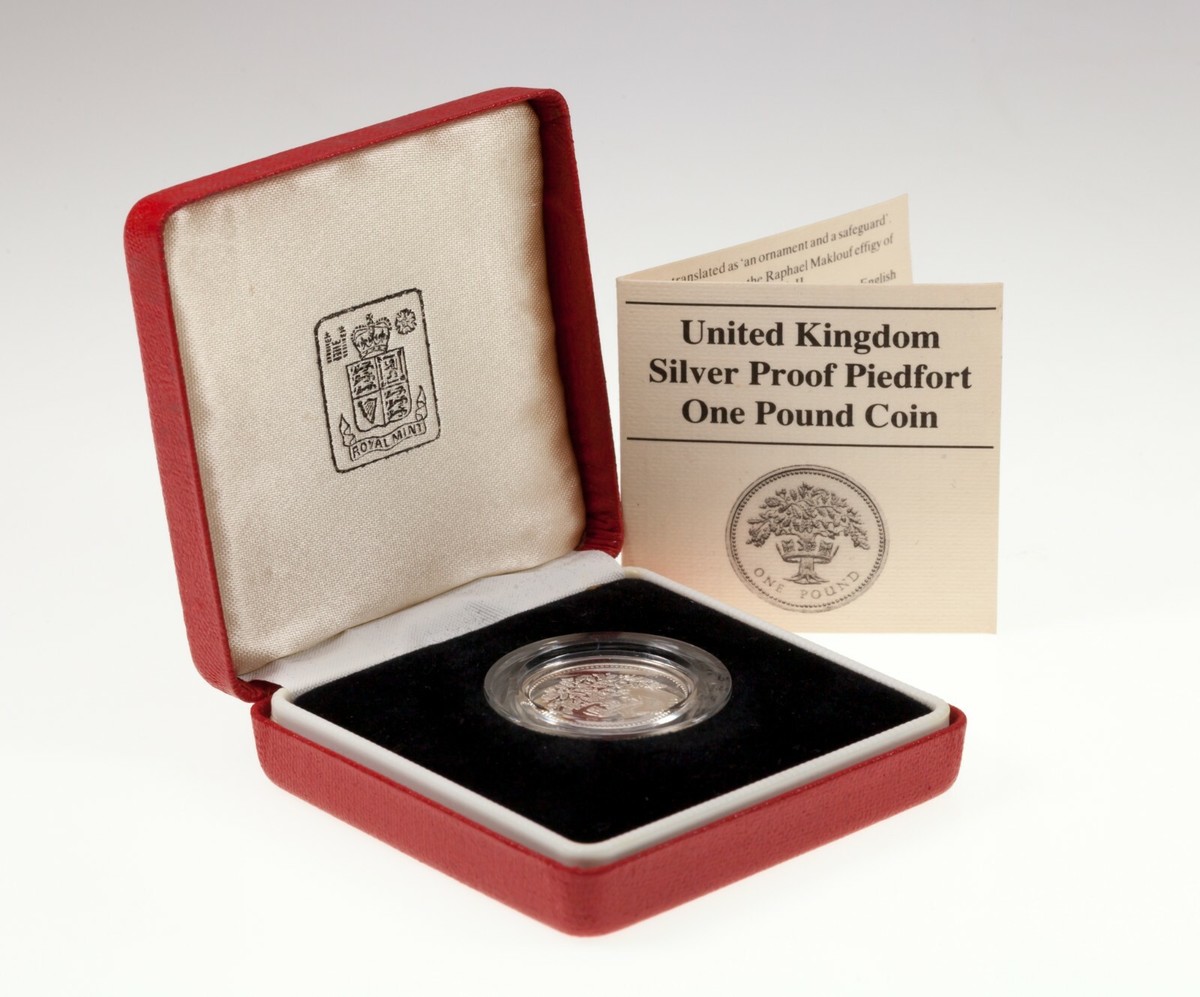 ROYAL MINT
translated as 'an ornament and a safeguard'.
the Raphael Maklouf effigy of
English
United Kingdom
Silver Proof Piedfort
One Pound Coin
ONE POUND